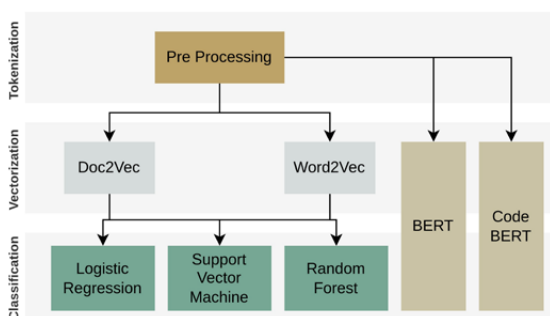 Tokenization
Pre Processing
Vectorization
Doc2Vec
Word2Vec
BERT
Code
BERT
Classification
Logistic
Regression
Support
Vector
Machine
Random
Forest